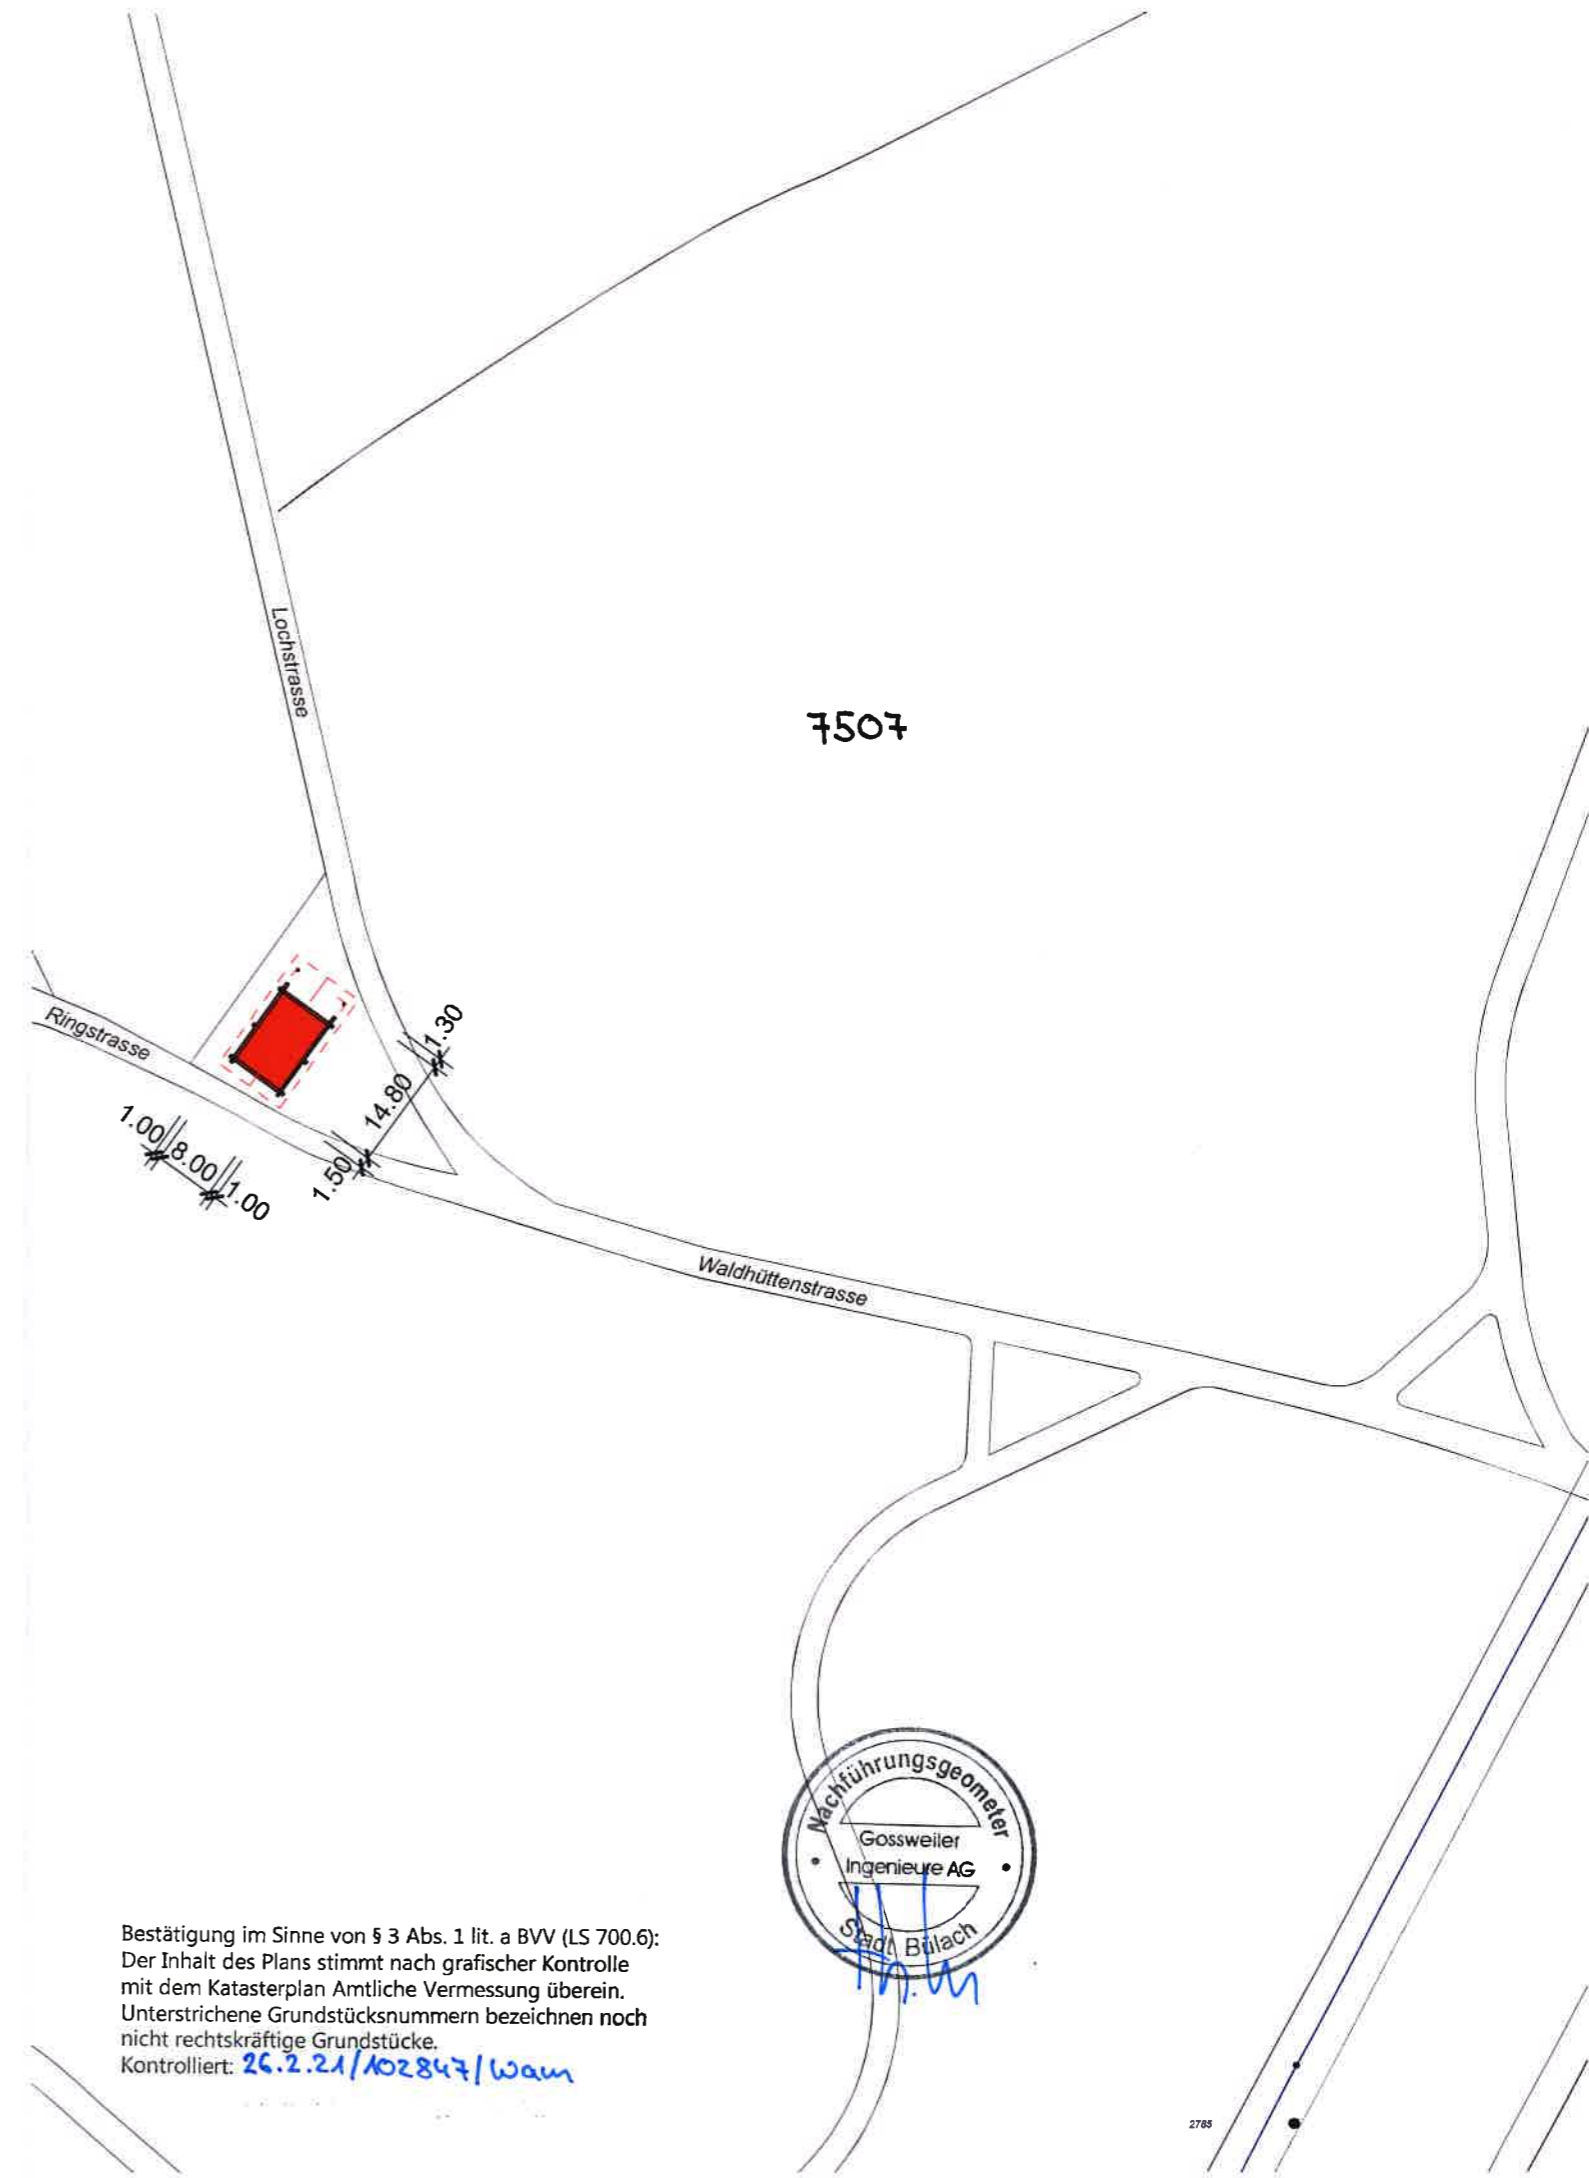 Lochstrasse
7507
Ringstrasse
1.30
14.80
1.50
1.00
8.00
1.00
Waldhüttenstrasse
Nachführungsgeometer
Gossweiler
Ingenieure AG
Stadt Bülach
Bestätigung im Sinne von § 3 Abs. 1 lit. a BVV (LS 700.6):
Der Inhalt des Plans stimmt nach grafischer Kontrolle
mit dem Katasterplan Amtliche Vermessung überein.
Unterstrichene Grundstücksnummern bezeichnen noch
nicht rechtskräftige Grundstücke.
Kontrolliert: 26.2.21/102847/Wam
2785